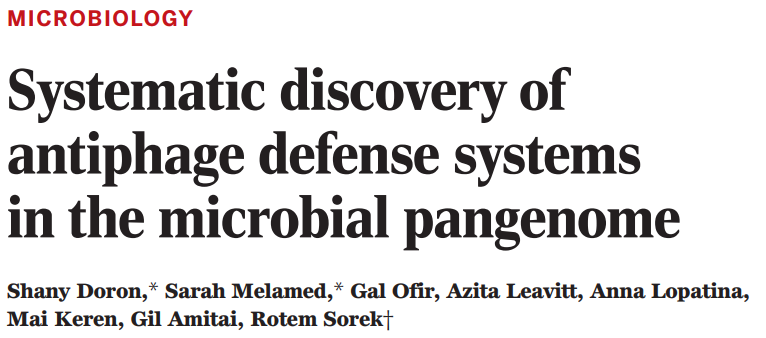 MICROBIOLOGY
Systematic discovery of
antiphage defense systems
in the microbial pangenome
Shany Doron,* Sarah Melamed,* Gal Ofir, Azita Leavitt, Anna Lopatina,
Mai Keren, Gil Amitai, Rotem Sorek†